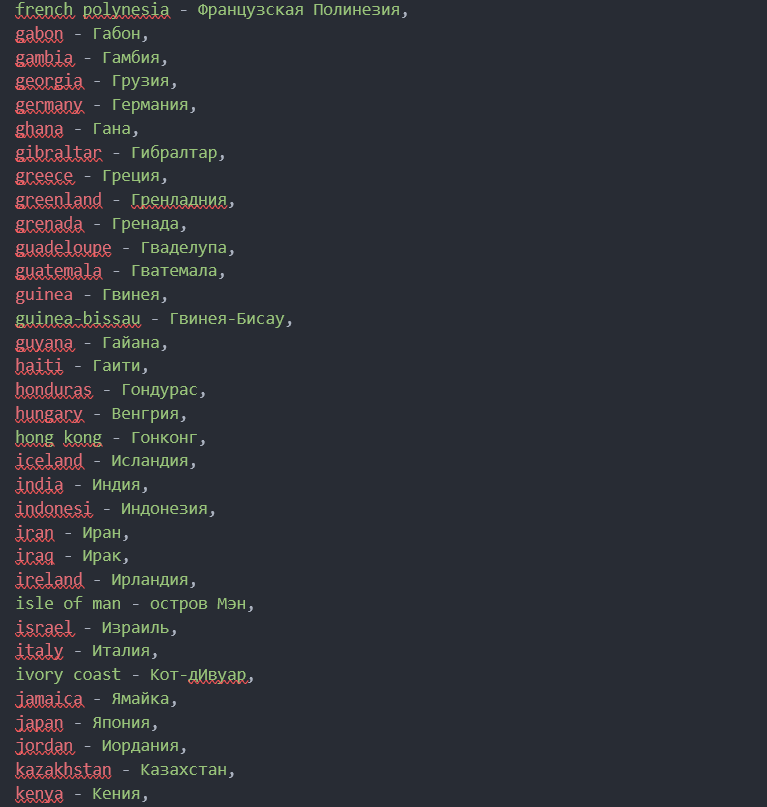 french polynesia - Французская Полинезия,
gabon - Габон,
gambia - Гамбия,
georgia - Грузия,
germany - Германия,
ghana - Гана,
gibraltar - Гибралтар,
greece - Греция,
greenland - Гренладния,
grenada - Гренада,
guadeloupe - Гваделупа,
guatemala - Гватемала,
guinea - Гвинея,
guinea-bissau - Гвинея-Бисау,
guyana - Гайана,
haiti - Гаити,
honduras - Гондурас,
hungary - Венгрия,
hong kong - Гонконг,
iceland - Исландия,
india - Индия,
indonesi - Индонезия,
iran - Иран,
iraq - Ирак,
ireland - Ирландия,
isle of man - остров Мэн,
israel - Израиль,
italy - Италия,
ivory coast - Кот-дИвуар,
jamaica - Ямайка,
japan - Япония,
jordan - Иордания,
kazakhstan - Казахстан,
kenya - Кения,